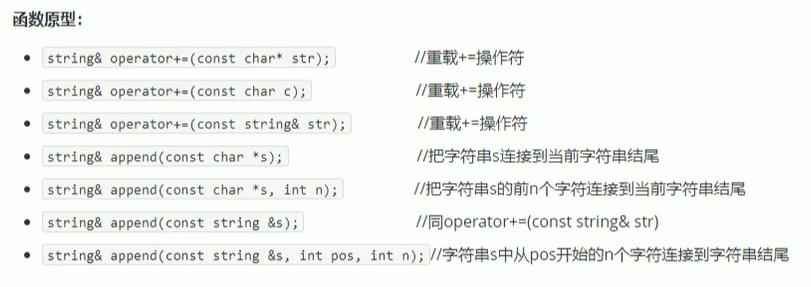 函数原型：
string& operator+=(const char* str); //重载+=操作符
string& operator+=(const char c); //重载+=操作符
string& operator+=(const string& str); //重载+=操作符
string& append(const char *s); //把字符串s连接到当前字符串结尾
string& append(const char *s, int n); //把字符串s的前n个字符连接到当前字符串结尾
string& append(const string &s); //同operator+=(const string& str)
string& append(const string &s, int pos, int n); //字符串s中从pos开始的n个字符连接到字符串结尾